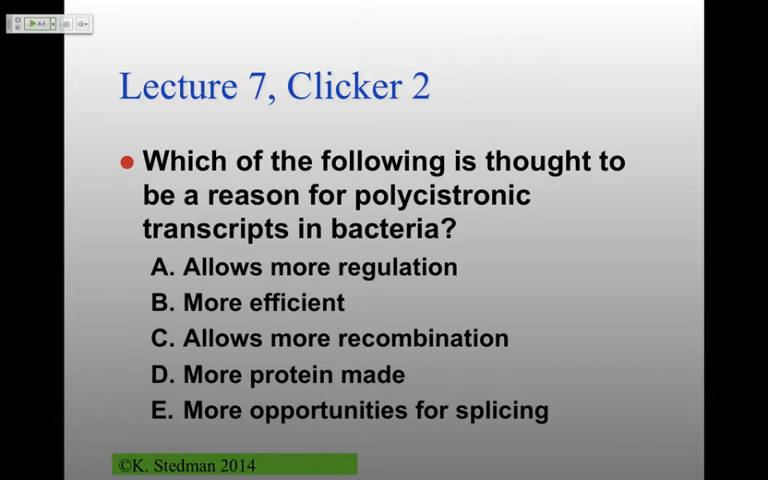 Lecture 7, Clicker 2
Which of the following is thought to
be a reason for polycistronic
transcripts in bacteria?
A. Allows more regulation
B. More efficient
C. Allows more recombination
D. More protein made
E. More opportunities for splicing
©K. Stedman 2014